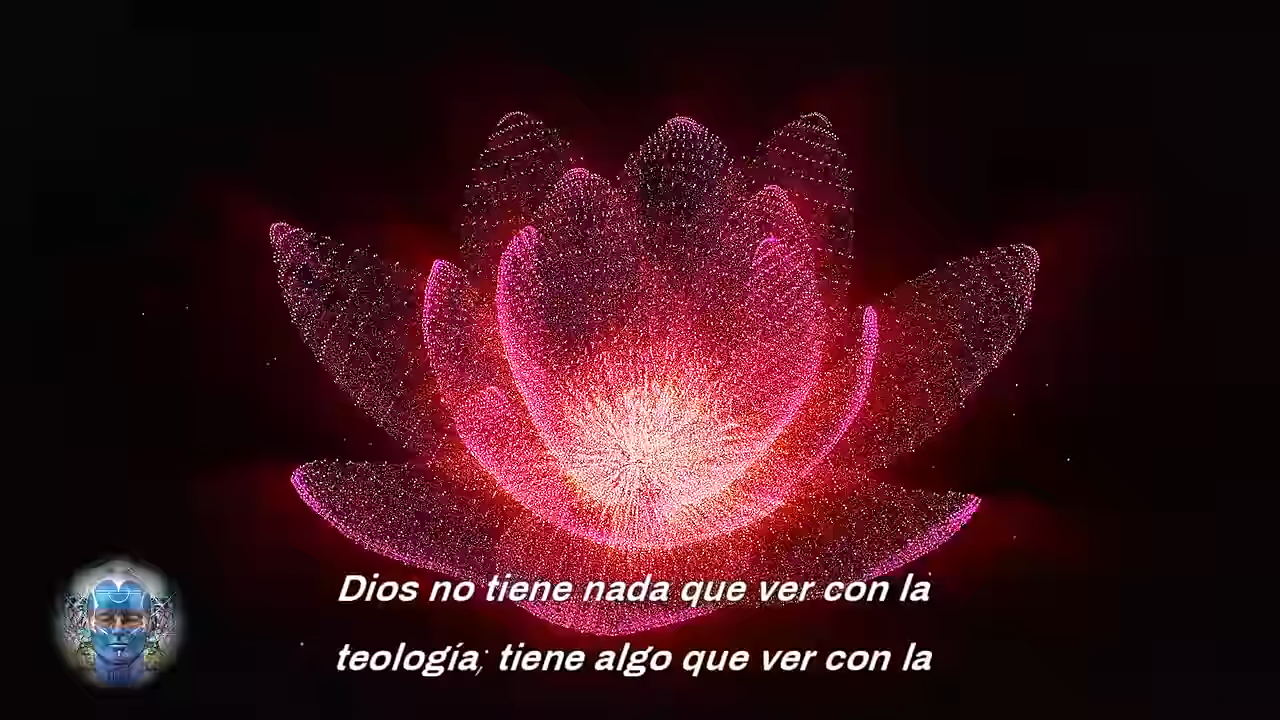 Dios no tiene nada que ver con la
teología; tiene algo que ver con la